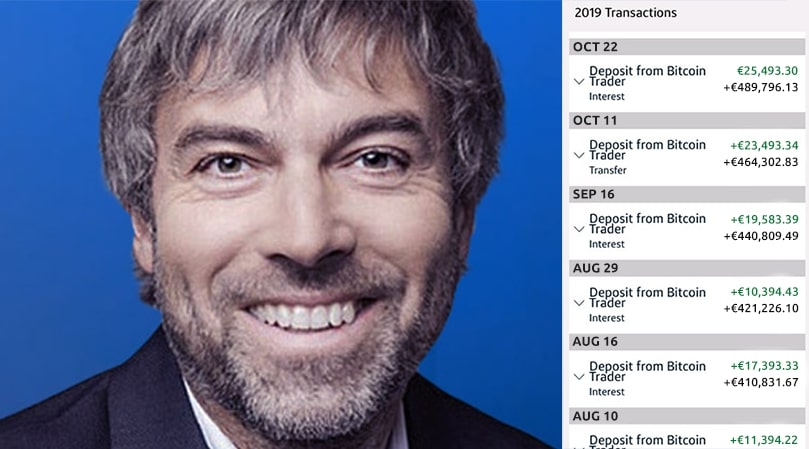 2019 Transactions
OCT 22
Deposit from Bitcoin €25,493.30
Trader +€489,796.13
Interest
OCT 11
Deposit from Bitcoin +€23,493.34
Trader +€464,302.83
Transfer
SEP 16
Deposit from Bitcoin +€19,583.39
Trader +€440,809.49
Interest
AUG 29
Deposit from Bitcoin +€10,394.43
Trader +€421,226.10
Interest
AUG 16
Deposit from Bitcoin +€17,393.33
Trader +€410,831.67
Interest
AUG 10
Deposit from Bitcoin +€11,394.22